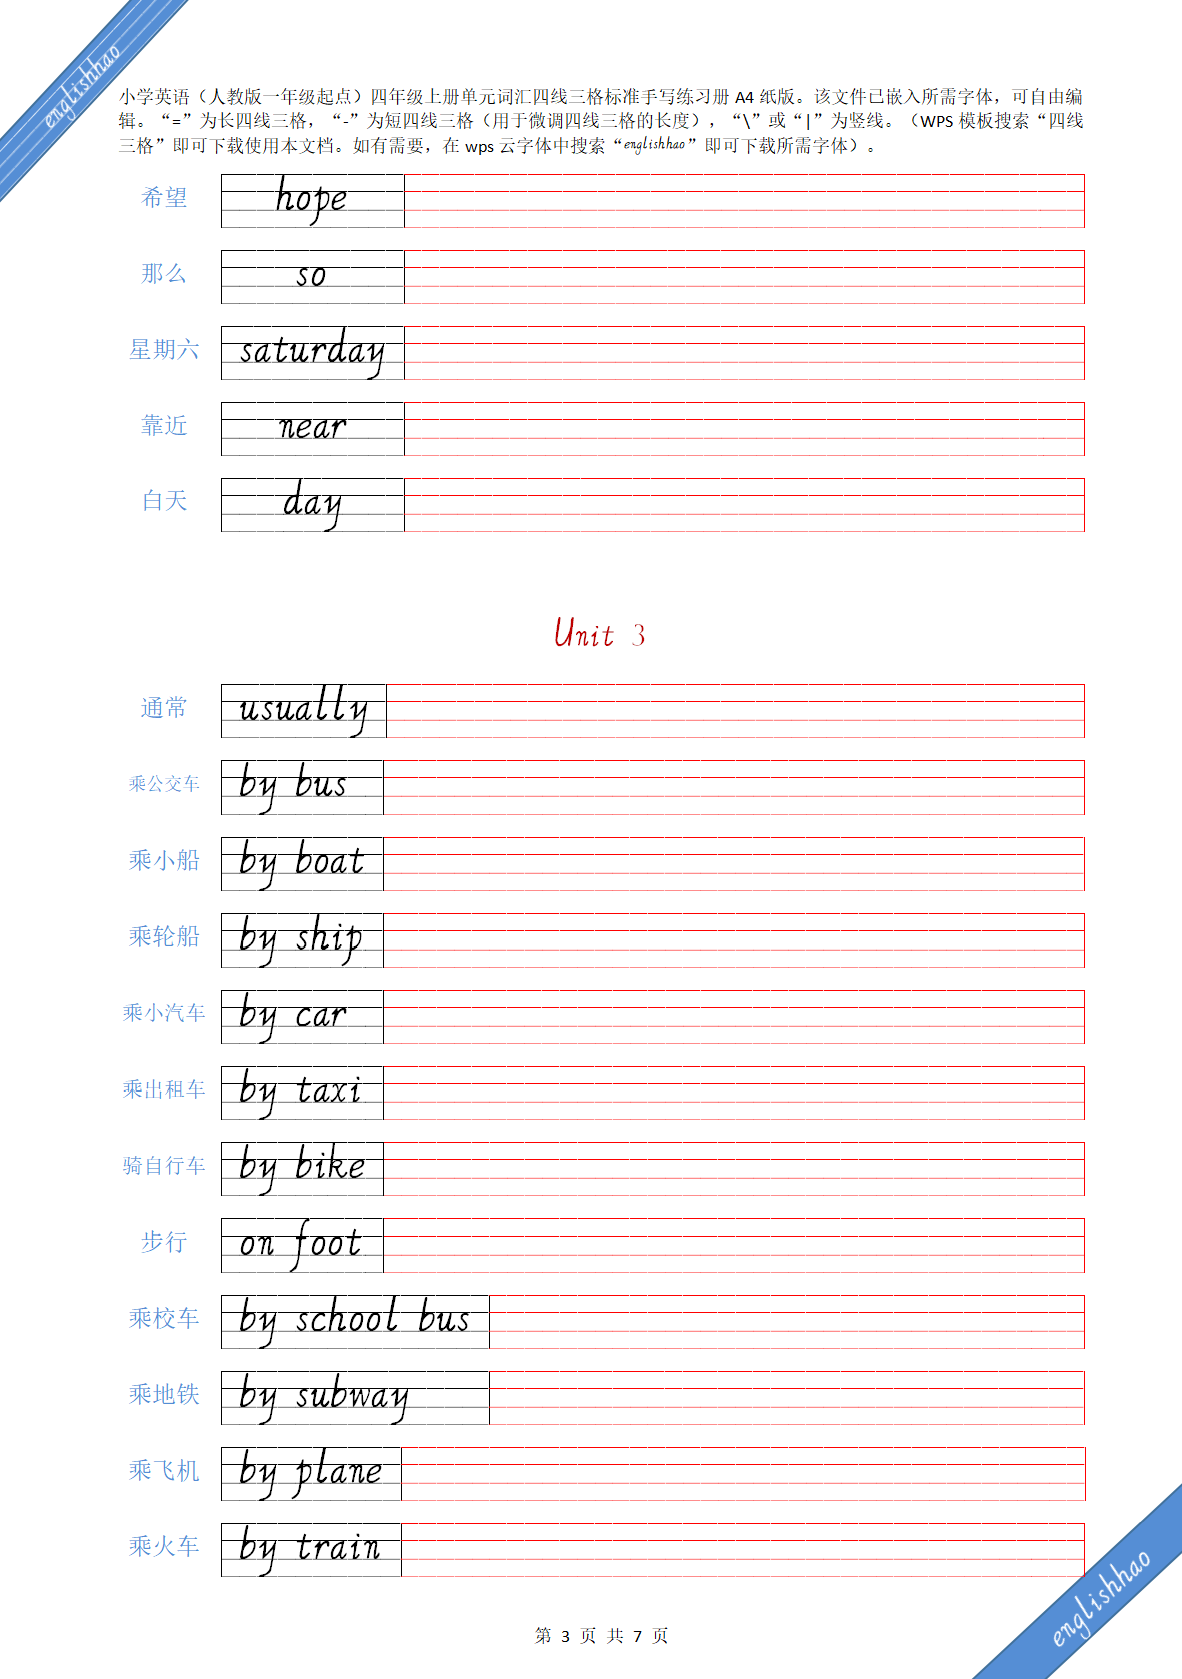 englishhao
小学英语（人教版一年级起点）四年级上册单元词汇四线三格标准手写练习册 A4 纸版。该文件已嵌入所需字体，可自由编
辑。“=”为长四线三格，“-”为短四线三格（用于微调四线三格的长度），“\”或“|”为竖线。（WPS 模板搜索“四线
三格”即可下载使用本文档。如有需要，在 wps 云字体中搜索“englishhao”即可下载所需字体）。
希望 hope
那么 so
星期六 saturday
靠近 near
白天 day
Unit 3
通常 usually
乘公交车 by bus
乘小船 by boat
乘轮船 by ship
乘小汽车 by car
乘出租车 by taxi
骑自行车 by bike
步行 on foot
乘校车 by school bus
乘地铁 by subway
乘飞机 by plane
乘火车 by train
englishhao
第 3 页 共 7 页